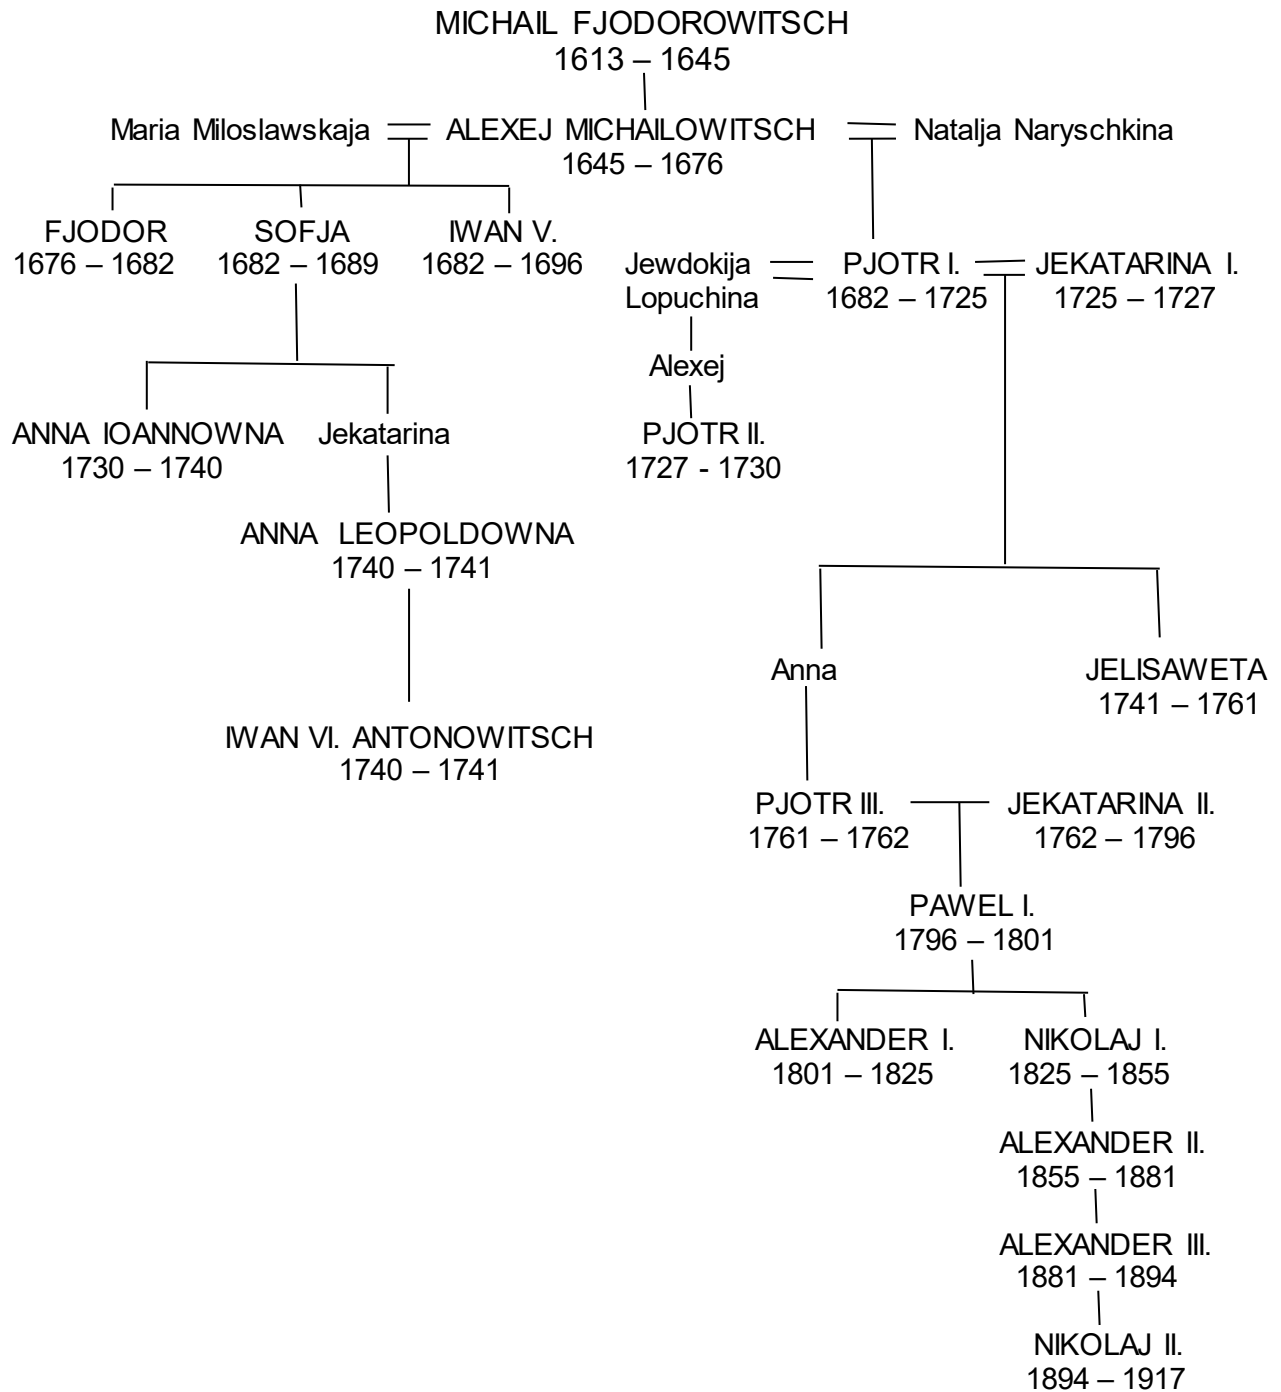 MICHAIL FJODOROWITSCH
1613 – 1645
Maria Miloslawskaja
ALEXEJ MICHAILOWITSCH
1645 – 1676
Natalja Naryschkina
FJODOR
1676 – 1682
SOFJA
1682 – 1689
IWAN V.
1682 – 1696
Jewdokija
Lopuchina
PJOTR I.
1682 – 1725
JEKATARINA I.
1725 – 1727
Alexej
ANNA IOANNOWNA
1730 – 1740
Jekatarina
PJOTR II.
1727 - 1730
ANNA LEOPOLDOWNA
1740 – 1741
Anna
JELISAWETA
1741 – 1761
IWAN VI. ANTONOWITSCH
1740 – 1741
PJOTR III.
1761 – 1762
JEKATARINA II.
1762 – 1796
PAWEL I.
1796 – 1801
ALEXANDER I.
1801 – 1825
NIKOLAJ I.
1825 – 1855
ALEXANDER II.
1855 – 1881
ALEXANDER III.
1881 – 1894
NIKOLAJ II.
1894 – 1917